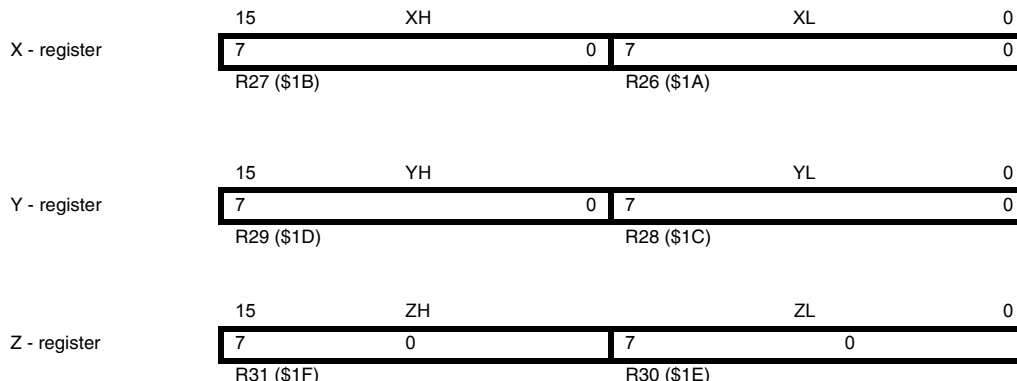 15 XH XL 0
X - register 7 0 7 0
R27 ($1B) R26 ($1A)
15 YH YL 0
Y - register 7 0 7 0
R29 ($1D) R28 ($1C)
15 ZH ZL 0
Z - register 7 0 7 0
R31 ($1F) R30 ($1E)